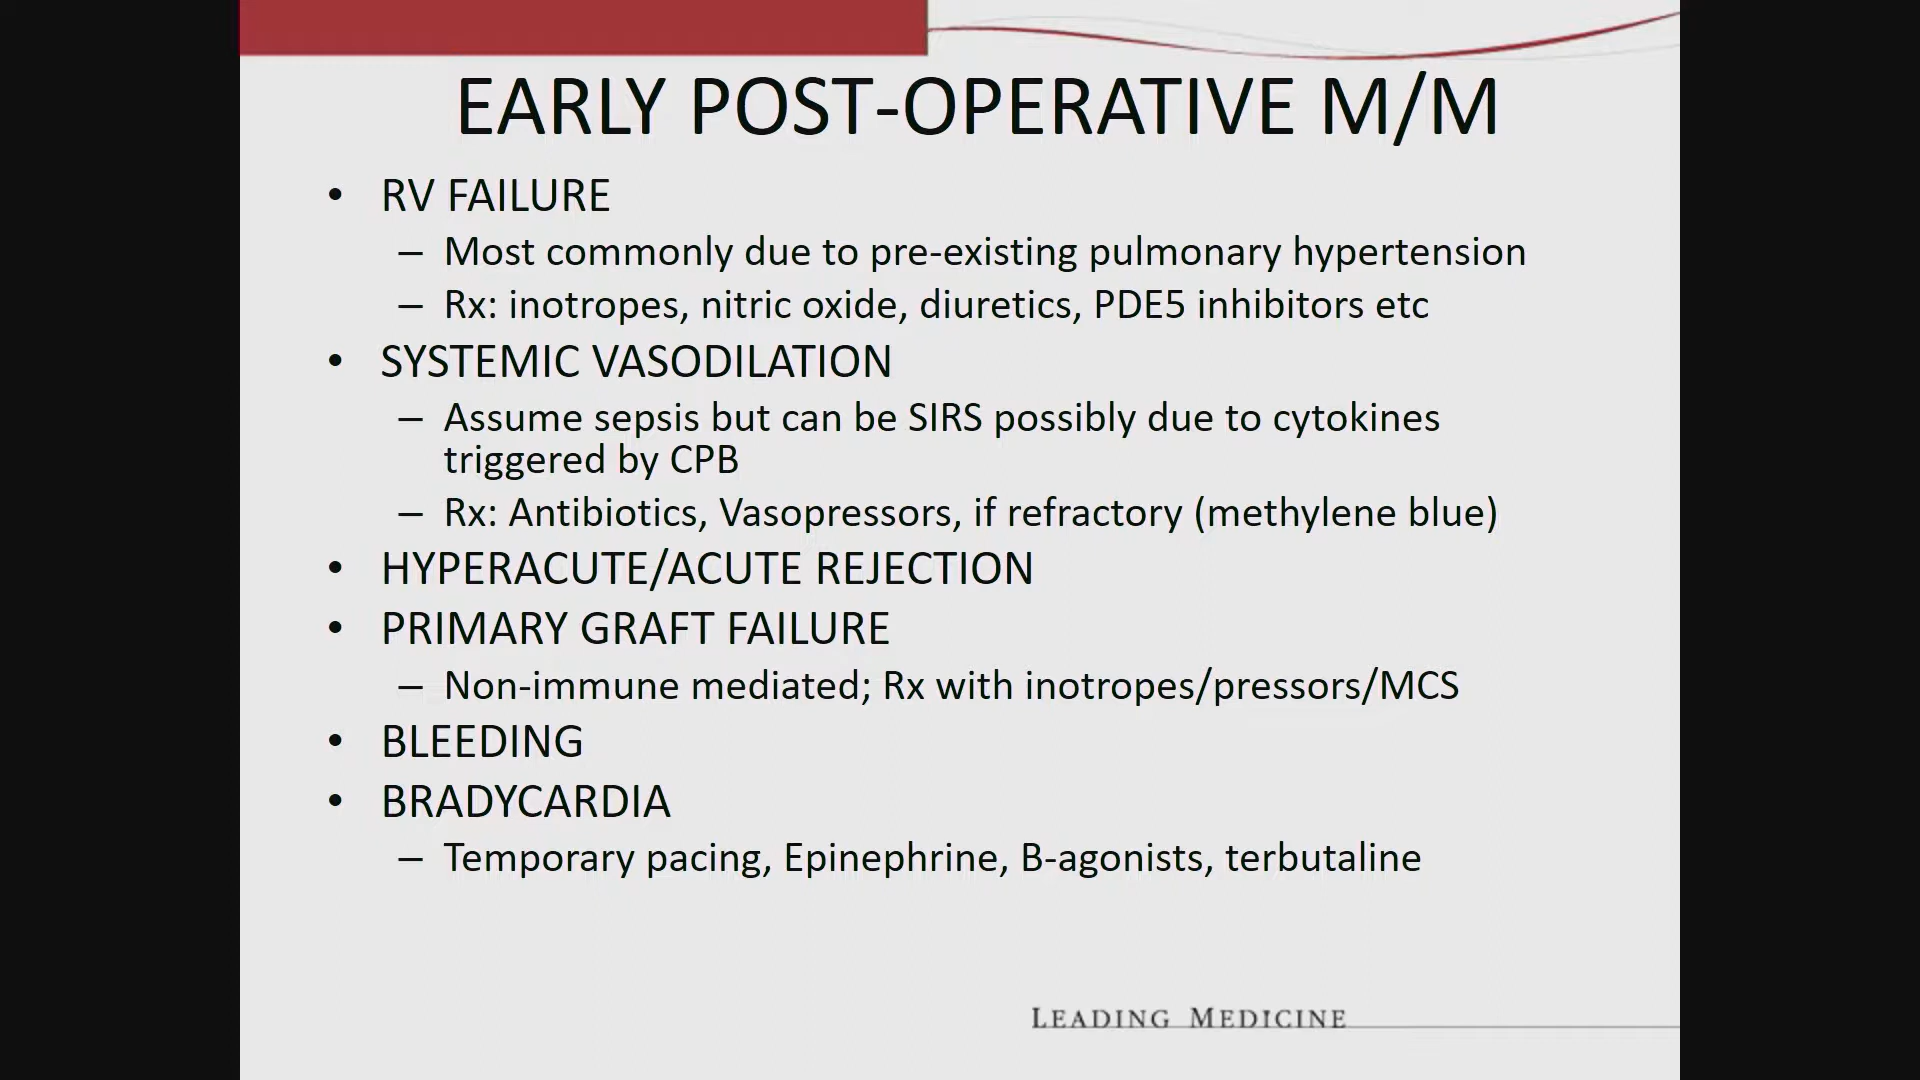 EARLY POST-OPERATIVE M/M
• RV FAILURE
– Most commonly due to pre-existing pulmonary hypertension
– Rx: inotropes, nitric oxide, diuretics, PDE5 inhibitors etc
• SYSTEMIC VASODILATION
– Assume sepsis but can be SIRS possibly due to cytokines
triggered by CPB
– Rx: Antibiotics, Vasopressors, if refractory (methylene blue)
• HYPERACUTE/ACUTE REJECTION
• PRIMARY GRAFT FAILURE
– Non-immune mediated; Rx with inotropes/pressors/MCS
• BLEEDING
• BRADYCARDIA
– Temporary pacing, Epinephrine, B-agonists, terbutaline
LEADING MEDICINE